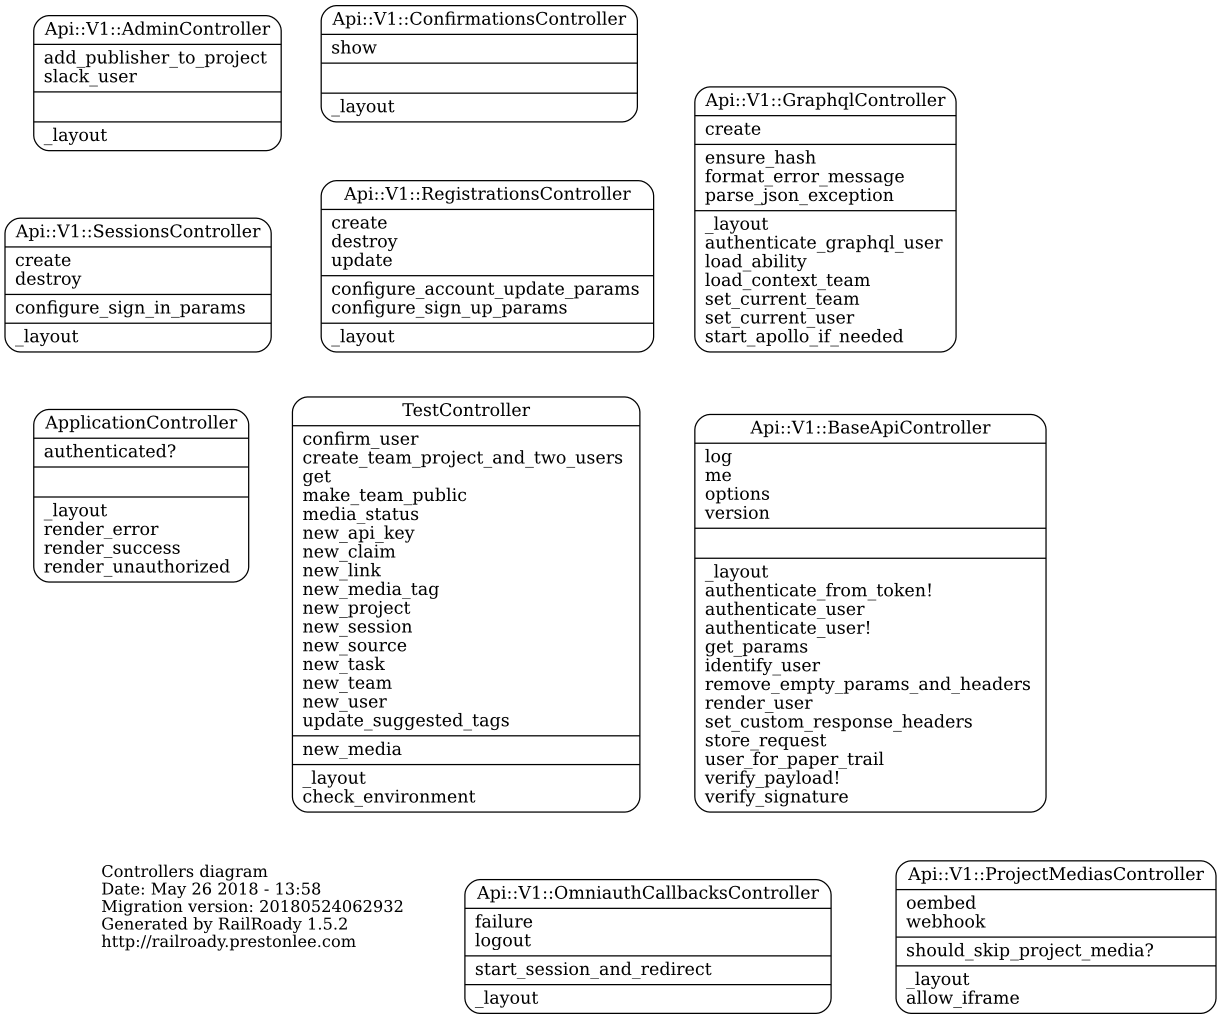 Api::V1::AdminController
add_publisher_to_project
slack_user
_layout
Api::V1::ConfirmationsController
show
_layout
Api::V1::GraphqlController
create
ensure_hash
format_error_message
parse_json_exception
_layout
authenticate_graphql_user
load_ability
load_context_team
set_current_team
set_current_user
start_apollo_if_needed
Api::V1::SessionsController
create
destroy
configure_sign_in_params
_layout
Api::V1::RegistrationsController
create
destroy
update
configure_account_update_params
configure_sign_up_params
_layout
ApplicationController
authenticated?
_layout
render_error
render_success
render_unauthorized
TestController
confirm_user
create_team_project_and_two_users
get
make_team_public
media_status
new_api_key
new_claim
new_link
new_media_tag
new_project
new_session
new_source
new_task
new_team
new_user
update_suggested_tags
new_media
_layout
check_environment
Api::V1::BaseApiController
log
me
options
version
_layout
authenticate_from_token!
authenticate_user
authenticate_user!
get_params
identify_user
remove_empty_params_and_headers
render_user
set_custom_response_headers
store_request
user_for_paper_trail
verify_payload!
verify_signature
Controllers diagram
Date: May 26 2018 - 13:58
Migration version: 20180524062932
Generated by RailRoady 1.5.2
http://railroady.prestonlee.com
Api::V1::OmniauthCallbacksController
failure
logout
start_session_and_redirect
_layout
Api::V1::ProjectMediasController
oembed
webhook
should_skip_project_media?
_layout
allow_iframe